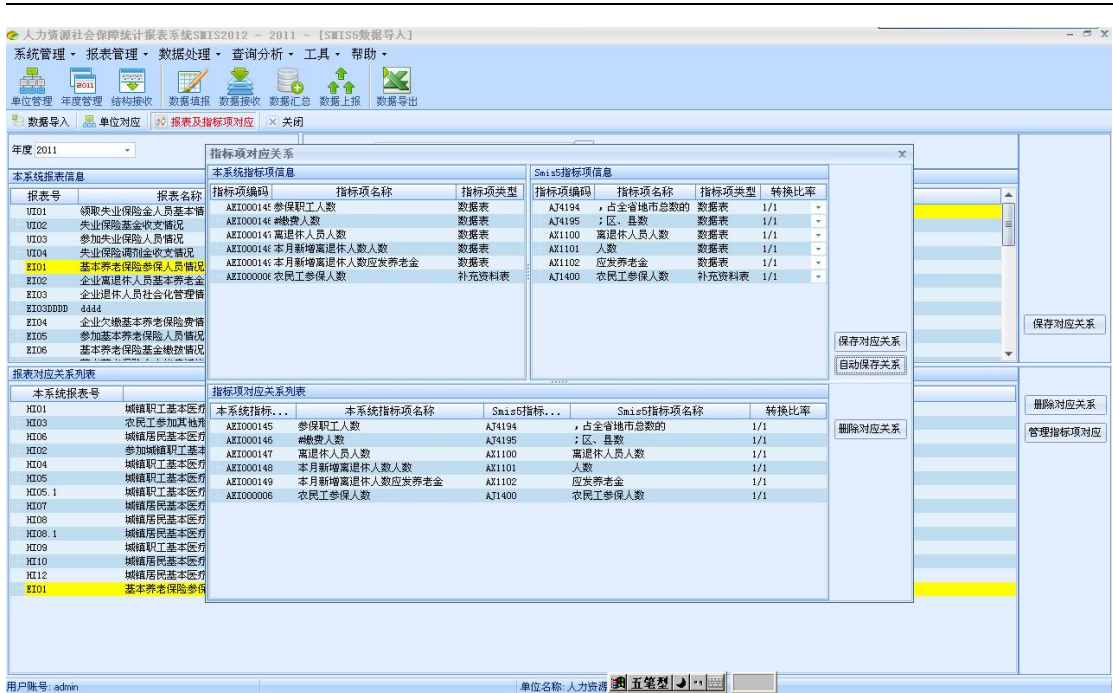 人力资源社会保障统计报表系统SMIS2012 - 2011 - [SMIS5数据导入]
系统管理 报表管理 数据处理 查询分析 工具 帮助
2011
单位管理 年度管理 结构接收 数据填报 数据接收 数据汇总 数据上报 数据导出
数据导入 单位对应 报表及指标项对应 关闭
年度 2011
本系统报表信息
报表号 报表名称
UI01 领取失业保险金人员基本情
UI02 失业保险基金收支情况
UI03 参加失业保险人员情况
UI04 失业保险调剂金收支情况
EI01 基本养老保险参保人员情况
EI02 企业离退休人员基本养老金
EI03 企业退休人员社会化管理情
EI03DDDD dddd
EI04 企业欠缴基本养老保险费情
EI05 参加基本养老保险人员情况
EI06 基本养老保险基金缴拨情况
报表对应关系列表
本系统报表号
HI01 城镇职工基本医疗
HI03 农民工参加其他形
HI06 城镇居民基本医疗
HI02 参加城镇职工基本
HI04 城镇职工基本医疗
HI05 城镇职工基本医疗
HI05.1 城镇职工基本医疗
HI07 城镇居民基本医疗
HI08 城镇居民基本医疗
HI08.1 城镇居民基本医疗
HI09 城镇职工基本医疗
HI10 城镇居民基本医疗
HI12 城镇居民基本医疗
EI01 基本养老保险参保
指标项对应关系 x
本系统指标项信息
指标项编码 指标项名称 指标项类型
AEI000145 参保职工人数 数据表
AEI000146 #缴费人数 数据表
AEI000147 离退休人员人数 数据表
AEI000148 本月新增离退休人数人数 数据表
AEI000149 本月新增离退休人数应发养老金 数据表
AEI000006 农民工参保人数 补充资料表
Smis5指标项信息
指标项编码 指标项名称 指标项类型 转换比率
AJ4194 ,占全省地市总数的 数据表 1/1
AJ4195 ;区、县数 数据表 1/1
AX1100 离退休人员人数 数据表 1/1
AX1101 人数 数据表 1/1
AX1102 应发养老金 数据表 1/1
AJ1400 农民工参保人数 补充资料表 1/1
保存对应关系
自动保存关系
指标项对应关系列表
本系统指标... 本系统指标项名称 Smis5指标... Smis5指标项名称 转换比率
AEI000145 参保职工人数 AJ4194 ,占全省地市总数的 1/1
AEI000146 #缴费人数 AJ4195 ;区、县数 1/1
AEI000147 离退休人员人数 AX1100 离退休人员人数 1/1
AEI000148 本月新增离退休人数人数 AX1101 人数 1/1
AEI000149 本月新增离退休人数应发养老金 AX1102 应发养老金 1/1
AEI000006 农民工参保人数 AJ1400 农民工参保人数 1/1
删除对应关系
保存对应关系
删除对应关系
管理指标项对应
用户账号: admin
单位名称: 人力资源
五笔型